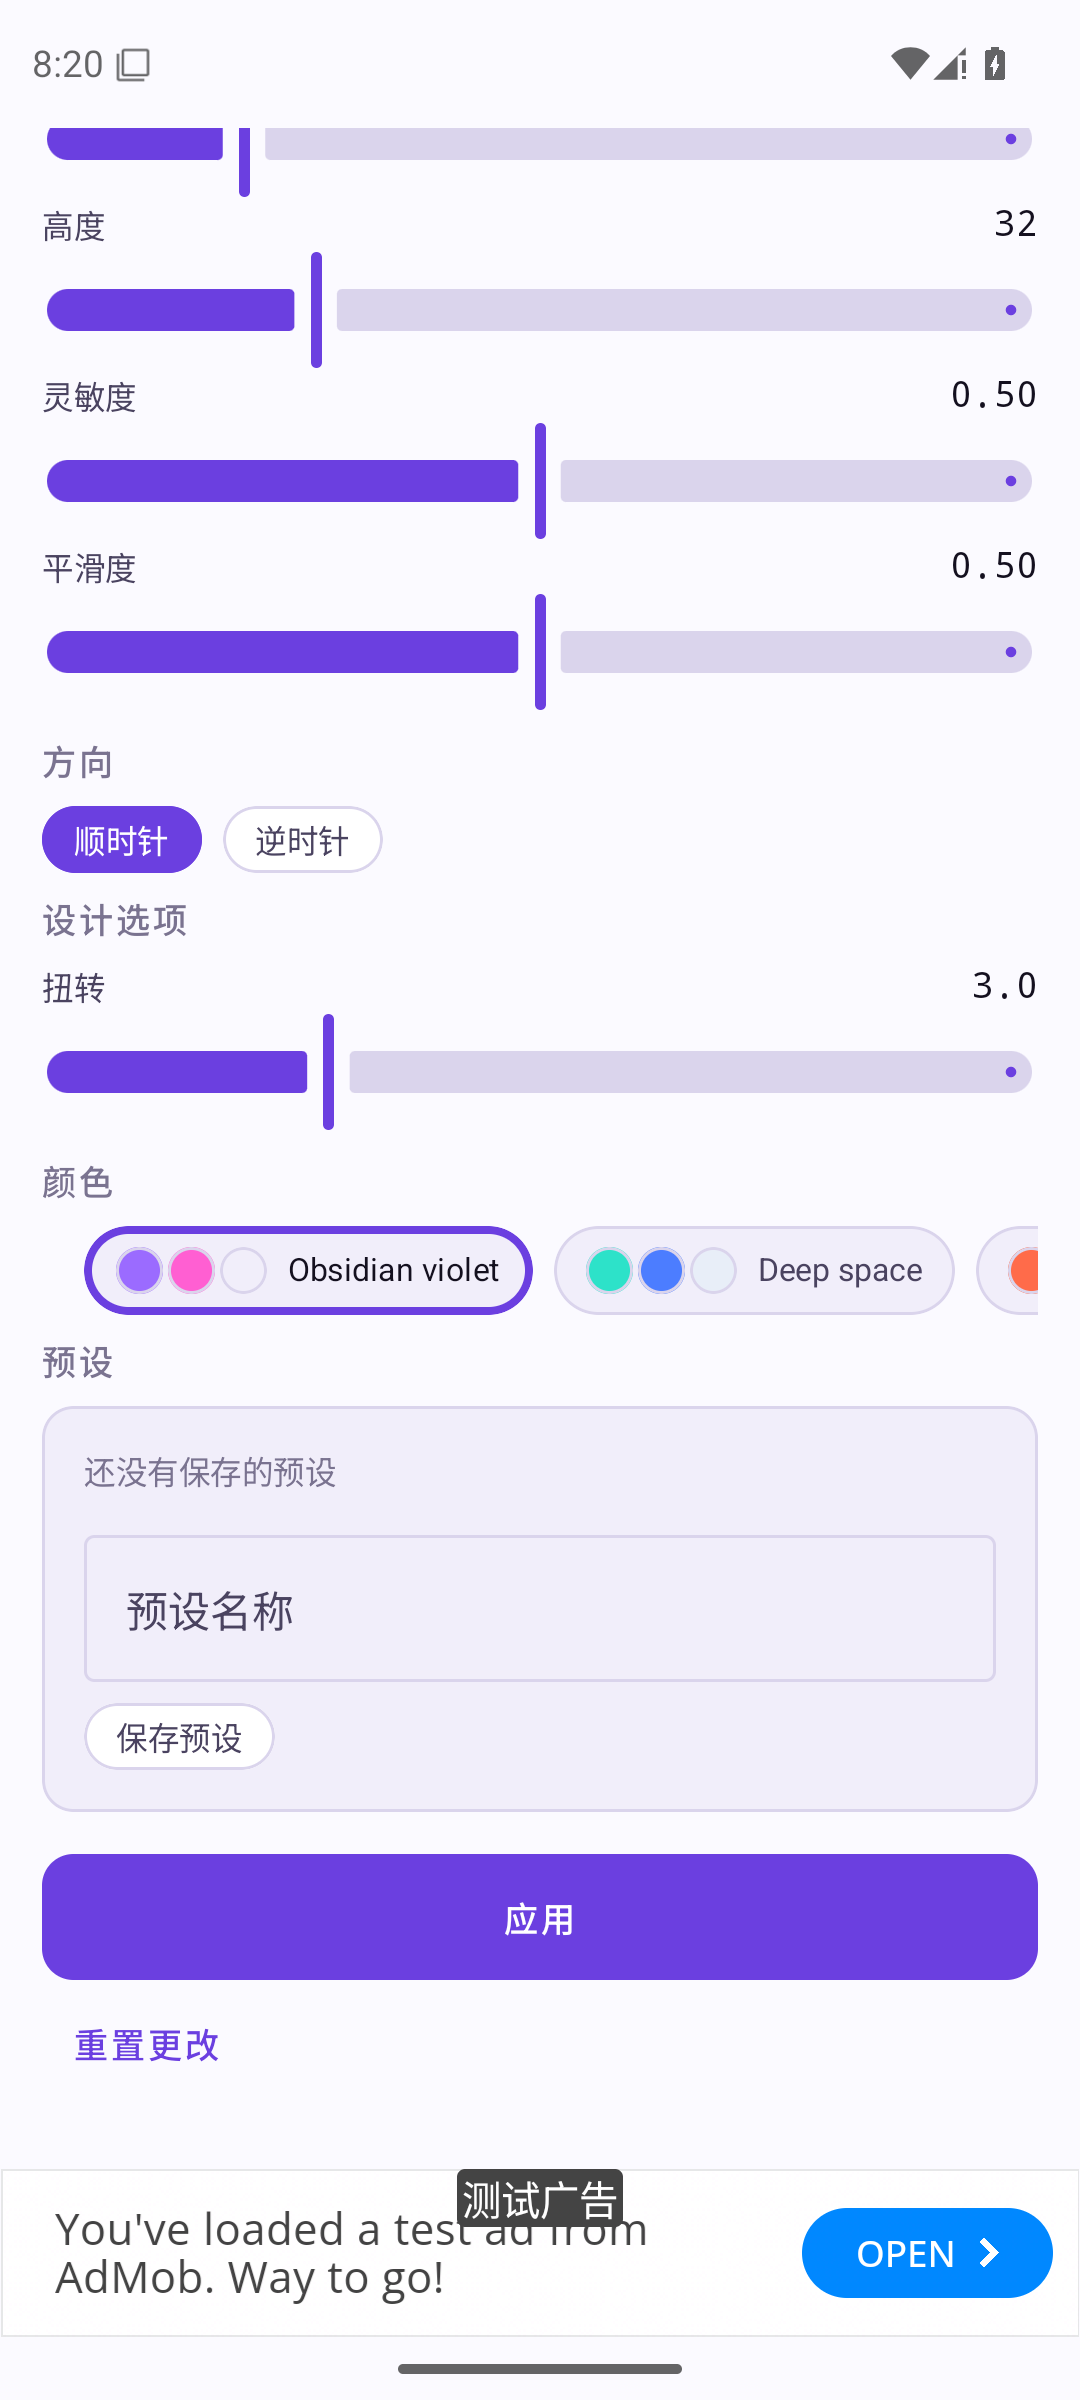 8:20
高度
32
灵敏度
0.50
平滑度
0.50
方向
顺时针
逆时针
设计选项
扭转
3.0
颜色
Obsidian violet
Deep space
预设
还没有保存的预设
预设名称
保存预设
应用
重置更改
测试广告
You've loaded a test ad from
AdMob. Way to go!
OPEN